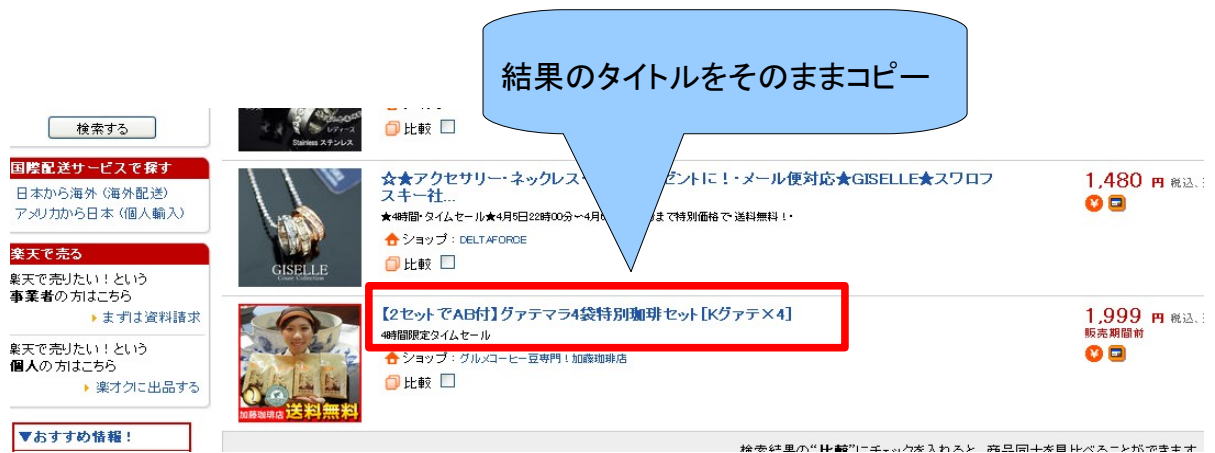 結果のタイトルをそのままコピー
検索する
国際配送サービスで探す
日本から海外（海外配送）
アメリカから日本（個人輸入）
楽天で売る
楽天で売りたい！という
事業者の方はこちら
まずは資料請求
楽天で売りたい！という
個人の方はこちら
楽オクに出品する
▼おすすめ情報！
レディース
Stainless ステンレス
比較
GISELLE
☆★アクセサリー・ネックレス・
ゼントに！・メール便対応★GISELLE★スワロフ
スキー社...
★4時間・タイムセール★4月5日22時00分～4月
まで特別価格で・送料無料！・
ショップ：DELTAFORCE
比較
1,480 円 税込、
加藤珈琲店 送料無料
【2セットでAB付】グァテマラ4袋特別珈琲セット[Kグァテ×4]
4時間限定タイムセール
ショップ：グルメコーヒー豆専門！加藤珈琲店
比較
1,999 円 税込、
販売期間前
検索結果の“比較”にチェックを入れると、商品同士を見比べることができます